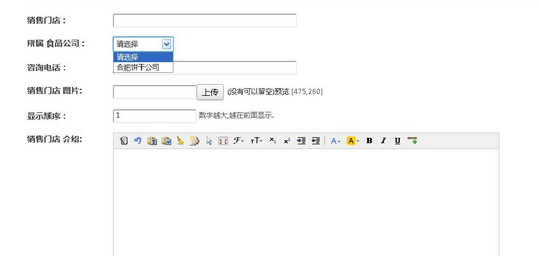 销售门店：
所属 食品公司： 请选择
请选择
合肥饼干公司
咨询电话：
销售门店 图片: 上传 (没有可以留空)预览 [475,280]
显示顺序： 1 数字越大,越在前面显示。
销售门店 介绍: